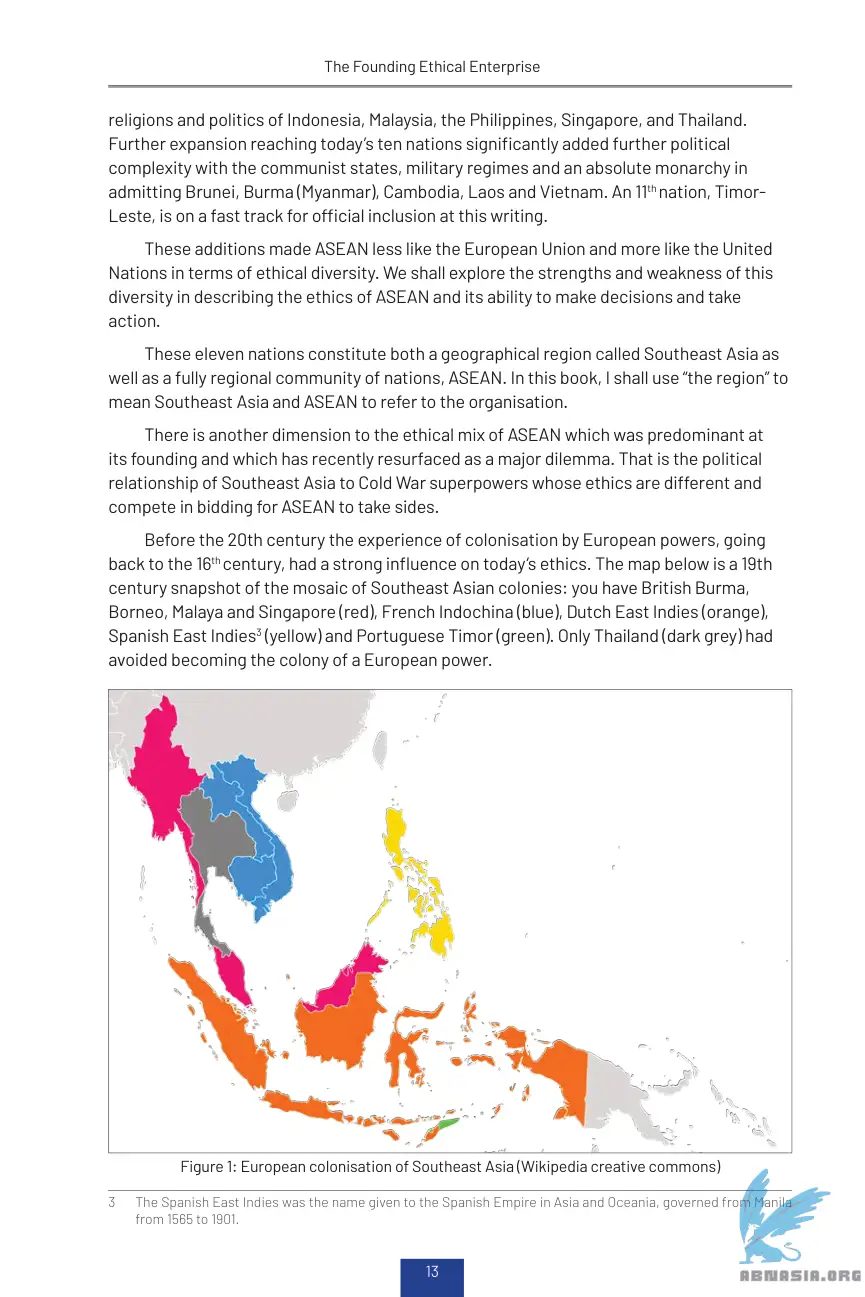 The Founding Ethical Enterprise
religions and politics of Indonesia, Malaysia, the Philippines, Singapore, and Thailand.
Further expansion reaching today’s ten nations significantly added further political
complexity with the communist states, military regimes and an absolute monarchy in
admitting Brunei, Burma (Myanmar), Cambodia, Laos and Vietnam. An 11th nation, Timor-
Leste, is on a fast track for official inclusion at this writing.
These additions made ASEAN less like the European Union and more like the United
Nations in terms of ethical diversity. We shall explore the strengths and weakness of this
diversity in describing the ethics of ASEAN and its ability to make decisions and take
action.
These eleven nations constitute both a geographical region called Southeast Asia as
well as a fully regional community of nations, ASEAN. In this book, I shall use “the region” to
mean Southeast Asia and ASEAN to refer to the organisation.
There is another dimension to the ethical mix of ASEAN which was predominant at
its founding and which has recently resurfaced as a major dilemma. That is the political
relationship of Southeast Asia to Cold War superpowers whose ethics are different and
compete in bidding for ASEAN to take sides.
Before the 20th century the experience of colonisation by European powers, going
back to the 16th century, had a strong influence on today’s ethics. The map below is a 19th
century snapshot of the mosaic of Southeast Asian colonies: you have British Burma,
Borneo, Malaya and Singapore (red), French Indochina (blue), Dutch East Indies (orange),
Spanish East Indies3 (yellow) and Portuguese Timor (green). Only Thailand (dark grey) had
avoided becoming the colony of a European power.
Figure 1: European colonisation of Southeast Asia (Wikipedia creative commons)
3 The Spanish East Indies was the name given to the Spanish Empire in Asia and Oceania, governed from Manila
from 1565 to 1901.
13
ABNASIA.ORG